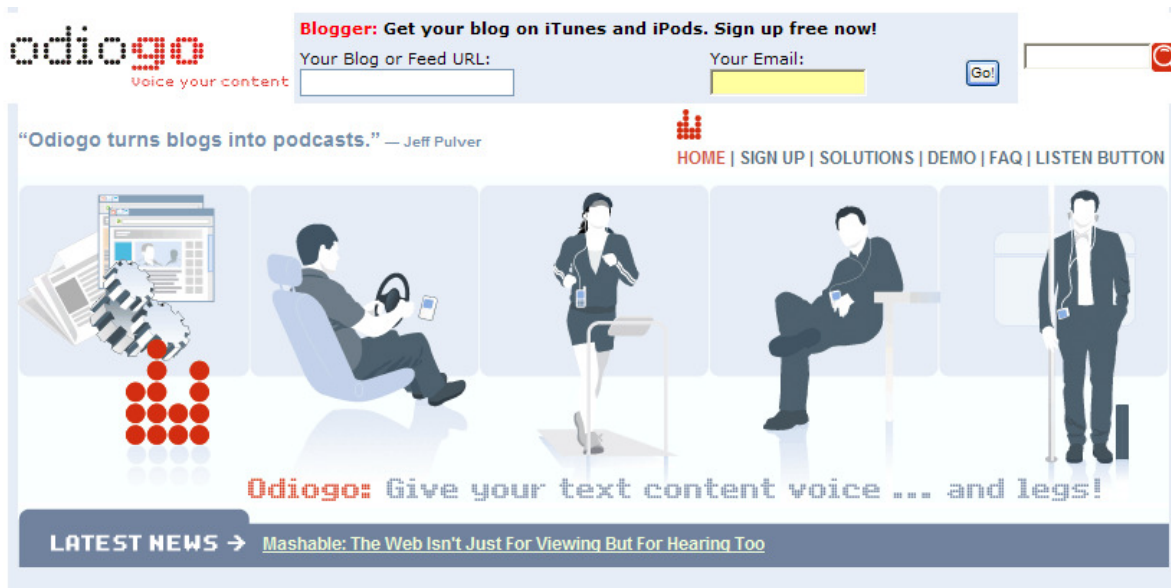 odiogo
Voice your content
Blogger: Get your blog on iTunes and iPods. Sign up free now!
Your Blog or Feed URL:
Your Email:
Go!
“Odiogo turns blogs into podcasts.” — Jeff Pulver
HOME | SIGN UP | SOLUTIONS | DEMO | FAQ | LISTEN BUTTON
Odiogo: Give your text content voice ... and legs!
LATEST NEWS → Mashable: The Web Isn't Just For Viewing But For Hearing Too